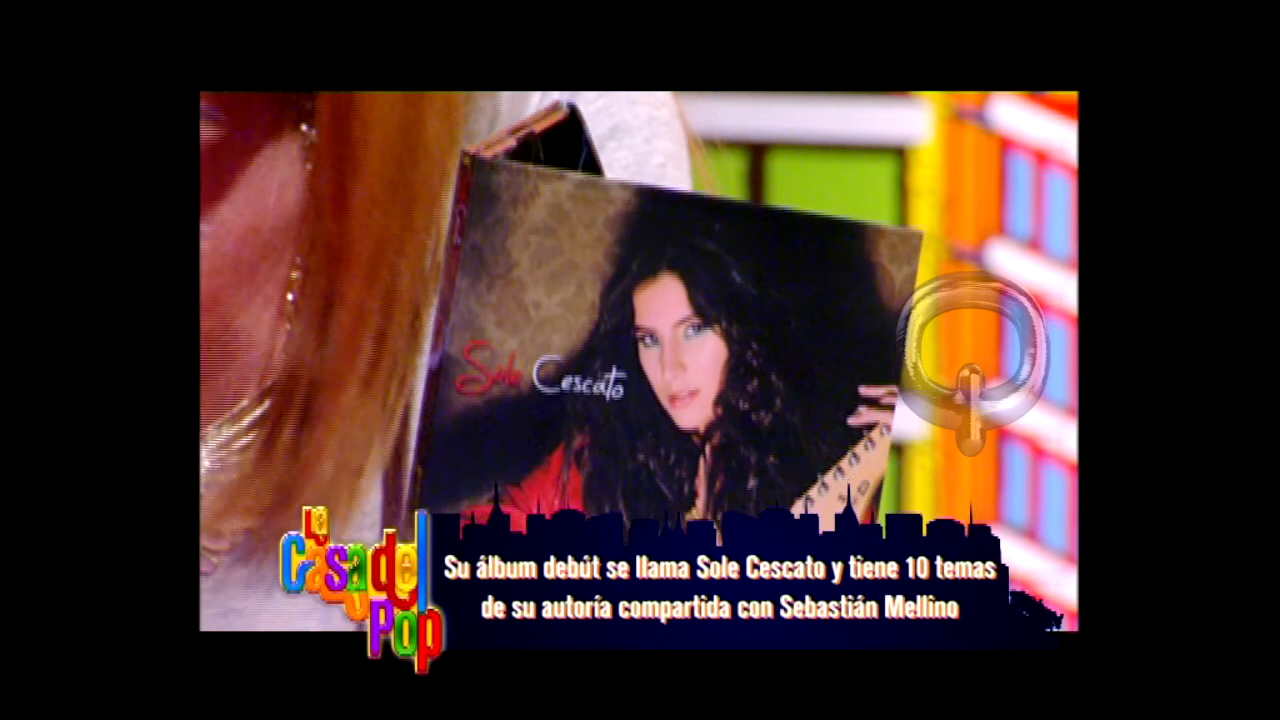 Sole Cescato
La
Casa del
Pop
Su álbum debút se llama Sole Cescato y tiene 10 temas
de su autoría compartida con Sebastián Mellino